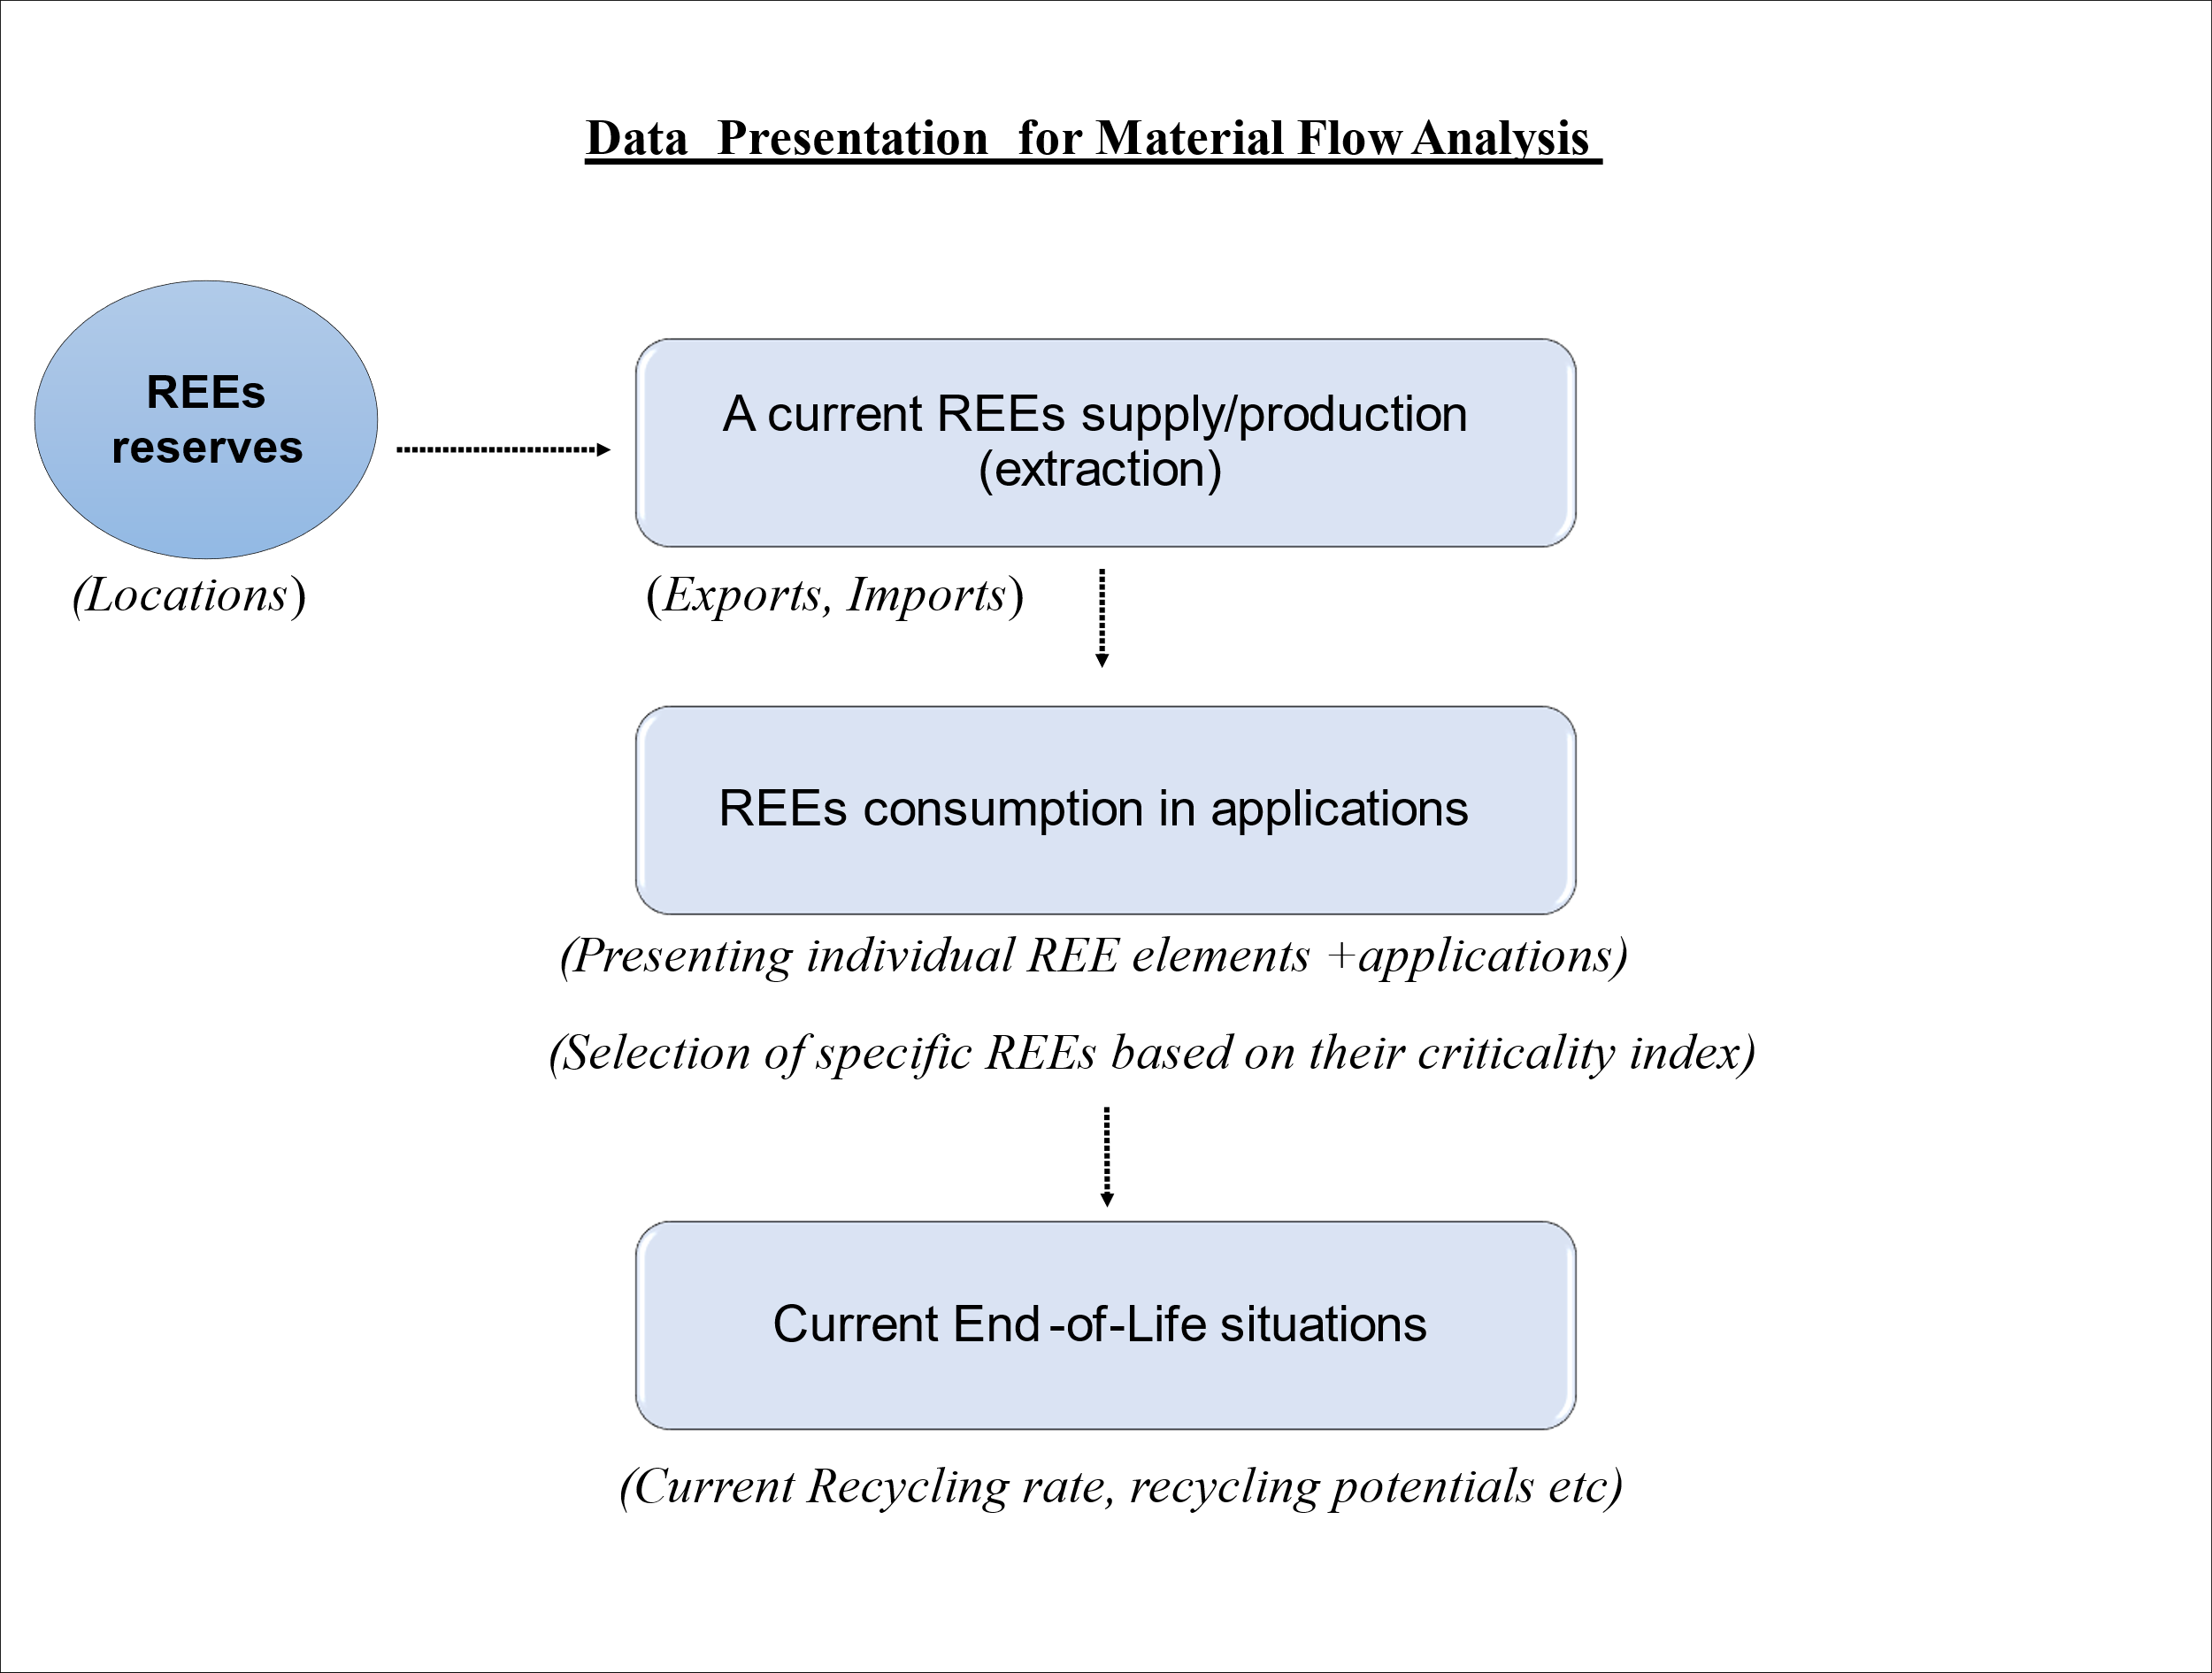 Data Presentation for Material Flow Analysis
REEs
reserves
(Locations)
A current REEs supply/production
(extraction)
(Exports, Imports)
REEs consumption in applications
(Presenting individual REE elements +applications)
(Selection of specific REEs based on their criticality index)
Current End-of-Life situations
(Current Recycling rate, recycling potentials etc)